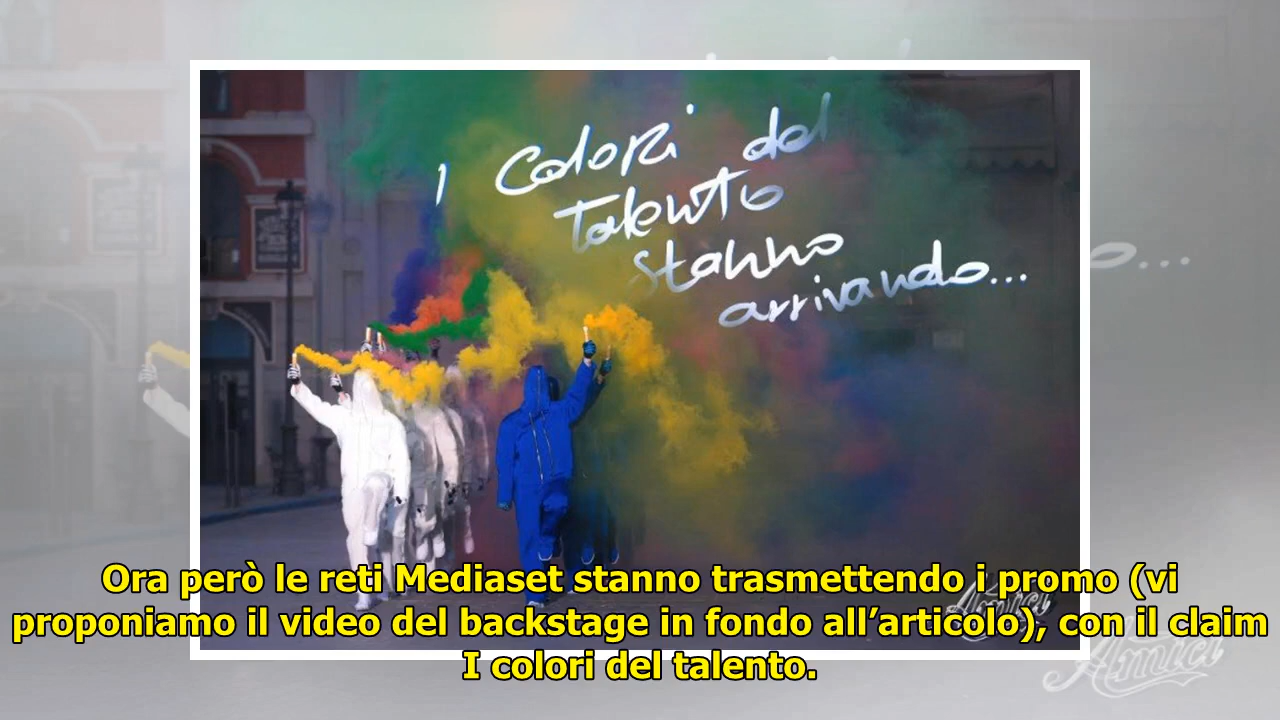 I Colori del
Talento
stanno
arrivando...
Amici
Ora però le reti Mediaset stanno trasmettendo i promo (vi
proponiamo il video del backstage in fondo all’articolo), con il claim
I colori del talento.
Amici